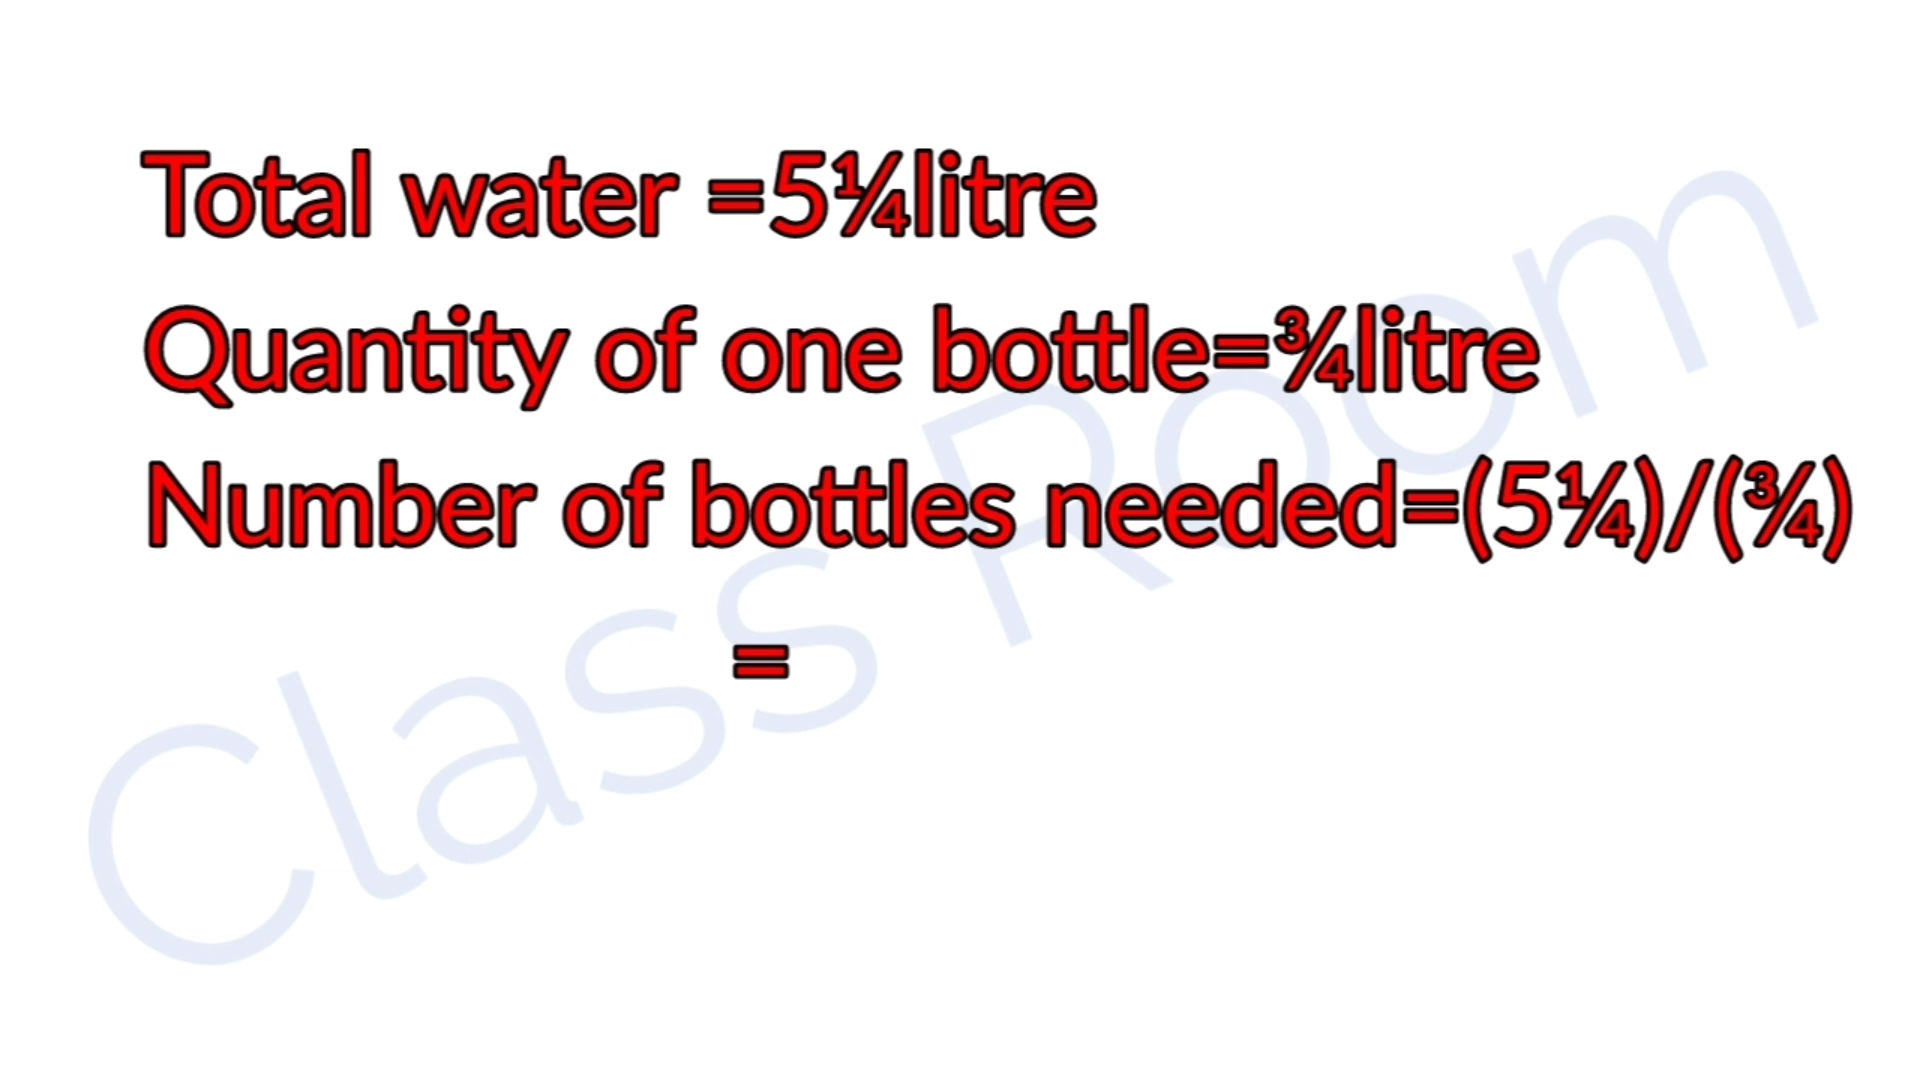 Total water =5¼litre
Quantity of one bottle=¾litre
Number of bottles needed=(5¼)/(¾)
=
Class Room